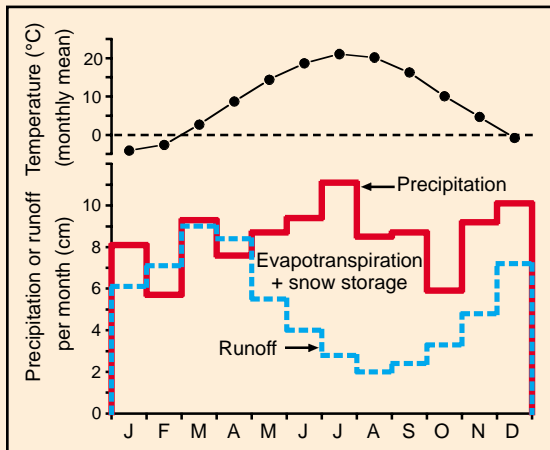 Temperature (°C)
(monthly mean)
20
10
0
Precipitation or runoff
per month (cm)
10
8
6
4
2
0
Precipitation
Evapotranspiration
+ snow storage
Runoff
J F M A M J J A S O N D